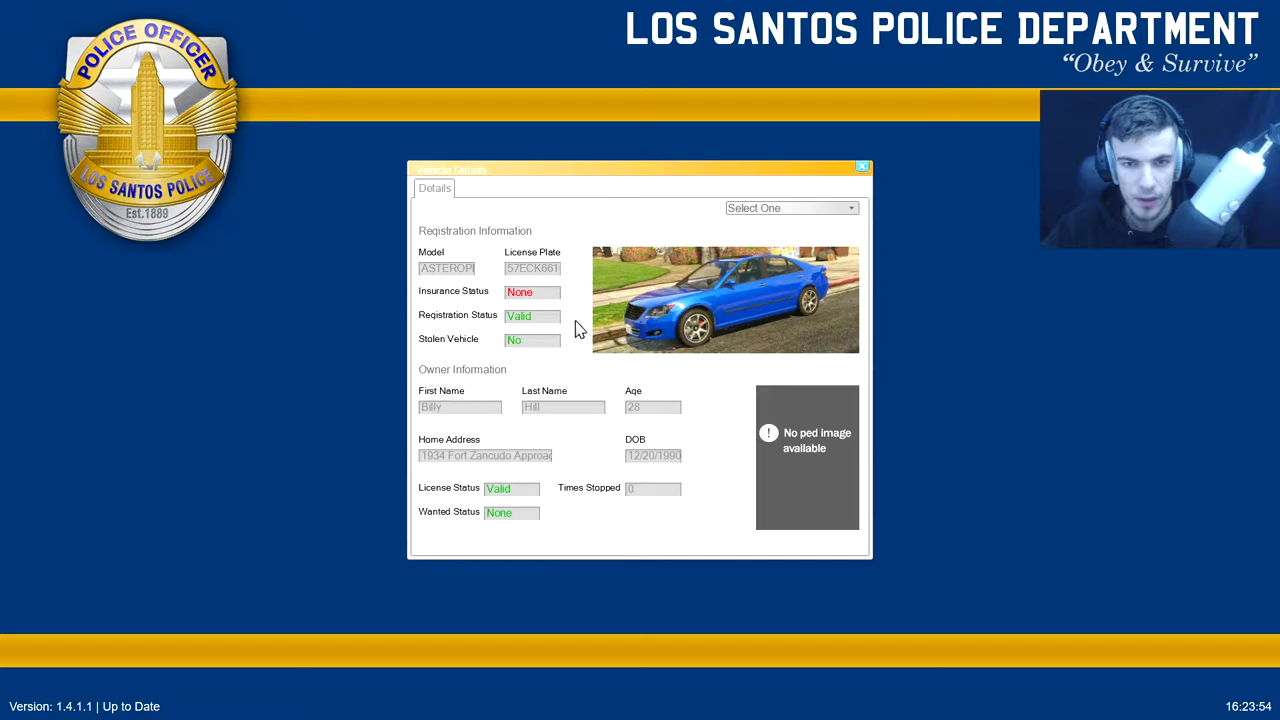 LOS SANTOS POLICE DEPARTMENT
“Obey & Survive”
POLICE OFFICER
LOS SANTOS POLICE
Est.1889
Vehicle Details
Details
Select One
Registration Information
Model License Plate
ASTEROPE 57ECK661
Insurance Status None
Registration Status Valid
Stolen Vehicle No
Owner Information
First Name Last Name Age
Billy Hill 28
No ped image
available
Home Address DOB
1934 Fort Zancudo Approac 12/20/1990
License Status Valid Times Stopped 0
Wanted Status None
Version: 1.4.1.1 | Up to Date
16:23:54